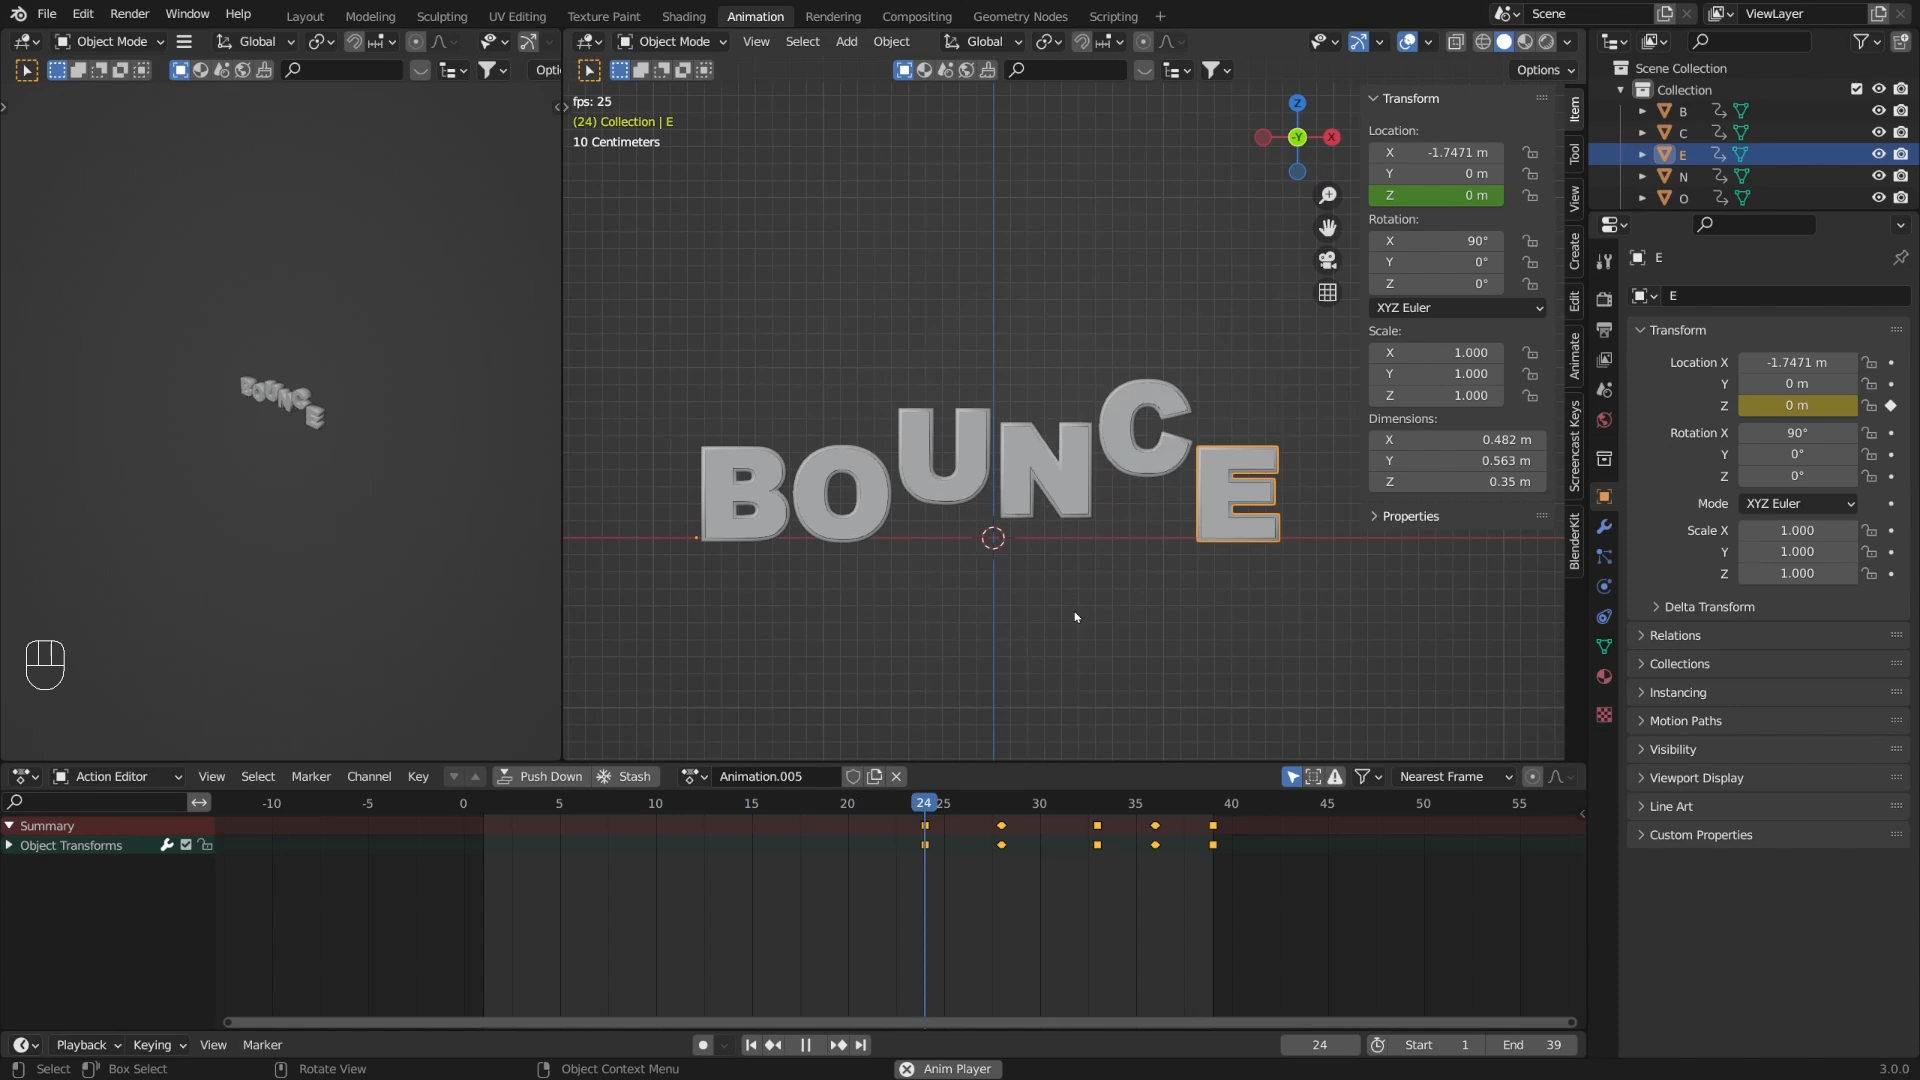 File Edit Render Window Help
Layout Modeling Sculpting UV Editing Texture Paint Shading Animation Rendering Compositing Geometry Nodes Scripting +
Scene
ViewLayer
Object Mode
Global
Object Mode
View Select Add Object
Global
Opti
Options
fps: 25
(24) Collection | E
10 Centimeters
Z
-Y
X
BOUNCE
BOUNCE
Transform
Location:
X -1.7471 m
Y 0 m
Z 0 m
Rotation:
X 90°
Y 0°
Z 0°
XYZ Euler
Scale:
X 1.000
Y 1.000
Z 1.000
Dimensions:
X 0.482 m
Y 0.563 m
Z 0.35 m
Properties
Item
Tool
View
Create
Edit
Animate
Screencast Keys
BlenderKit
Scene Collection
Collection
B
C
E
N
O
E
E
Transform
Location X -1.7471 m
Y 0 m
Z 0 m
Rotation X 90°
Y 0°
Z 0°
Mode XYZ Euler
Scale X 1.000
Y 1.000
Z 1.000
Delta Transform
Relations
Collections
Instancing
Motion Paths
Visibility
Viewport Display
Line Art
Custom Properties
Action Editor
View Select Marker Channel Key
Push Down Stash
Animation.005
Nearest Frame
-10 -5 0 5 10 15 20 24 25 30 35 40 45 50 55
Summary
Object Transforms
Playback Keying View Marker
24 Start 1 End 39
Select Box Select Rotate View Object Context Menu Anim Player 3.0.0